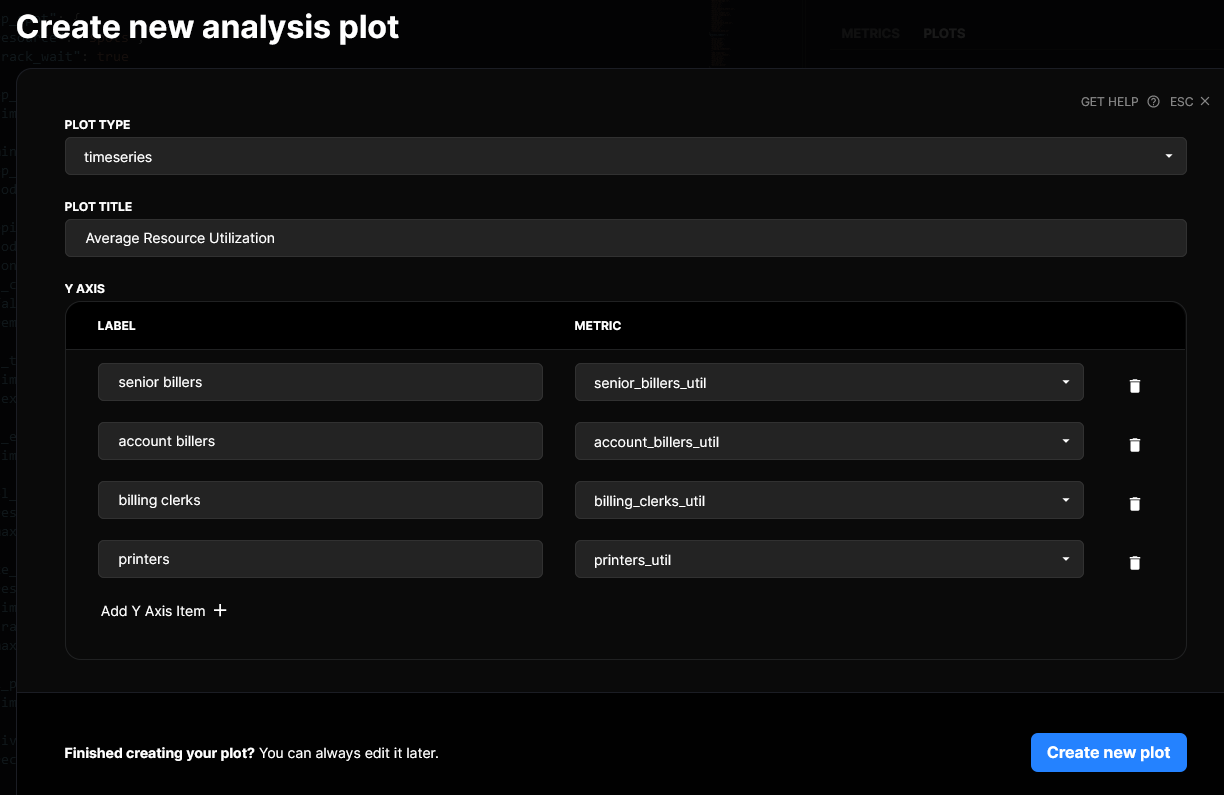 Create new analysis plot
METRICS PLOTS
rack_wait": true
GET HELP ESC
PLOT TYPE
timeseries
PLOT TITLE
Average Resource Utilization
Y AXIS
LABEL METRIC
senior billers senior_billers_util
account billers account_billers_util
billing clerks billing_clerks_util
printers printers_util
Add Y Axis Item +
Finished creating your plot? You can always edit it later.
Create new plot